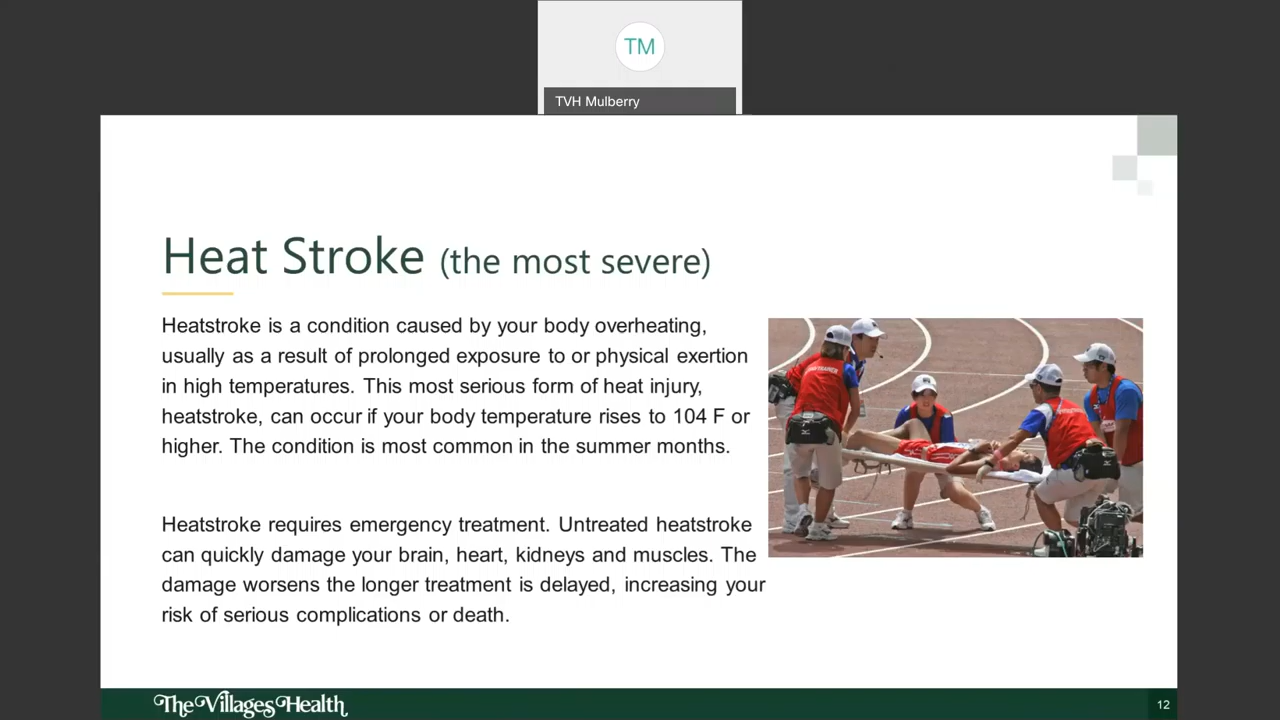 TM
TVH Mulberry
Heat Stroke (the most severe)
Heatstroke is a condition caused by your body overheating,
usually as a result of prolonged exposure to or physical exertion
in high temperatures. This most serious form of heat injury,
heatstroke, can occur if your body temperature rises to 104 F or
higher. The condition is most common in the summer months.
Heatstroke requires emergency treatment. Untreated heatstroke
can quickly damage your brain, heart, kidneys and muscles. The
damage worsens the longer treatment is delayed, increasing your
risk of serious complications or death.
The Villages Health
12